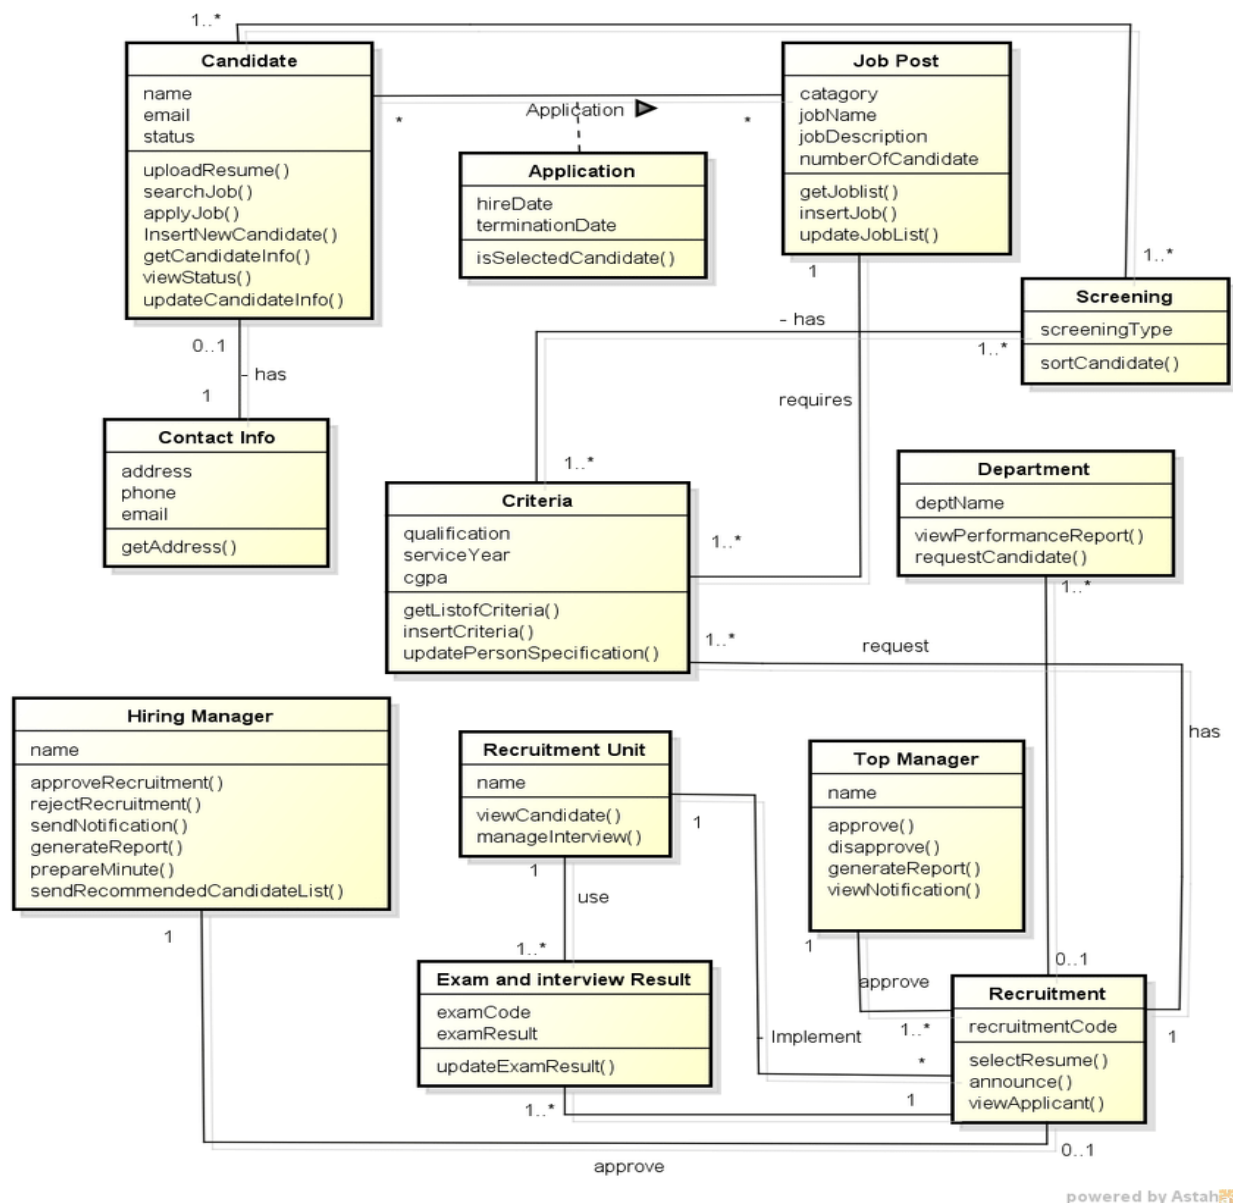 1..*
Candidate
name
email
status
uploadResume()
searchJob()
applyJob()
InsertNewCandidate()
getCandidateInfo()
viewStatus()
updateCandidateInfo()
*
Application
*
Application
hireDate
terminationDate
isSelectedCandidate()
Job Post
catagory
jobName
jobDescription
numberOfCandidate
getJoblist()
insertJob()
updateJobList()
1
1..*
Screening
screeningType
sortCandidate()
- has
1..*
0..1
- has
1
Contact Info
address
phone
email
getAddress()
requires
1..*
Criteria
qualification
serviceYear
cgpa
getListofCriteria()
insertCriteria()
updatePersonSpecification()
1..*
1..*
Department
deptName
viewPerformanceReport()
requestCandidate()
1..*
request
has
Hiring Manager
name
approveRecruitment()
rejectRecruitment()
sendNotification()
generateReport()
prepareMinute()
sendRecommendedCandidateList()
1
Recruitment Unit
name
viewCandidate()
manageInterview()
1
1
use
1..*
Top Manager
name
approve()
disapprove()
generateReport()
viewNotification()
1
approve
1..*
0..1
Exam and interview Result
examCode
examResult
updateExamResult()
1..*
- Implement
*
1
Recruitment
recruitmentCode
selectResume()
announce()
viewApplicant()
1
0..1
approve
powered by Astah